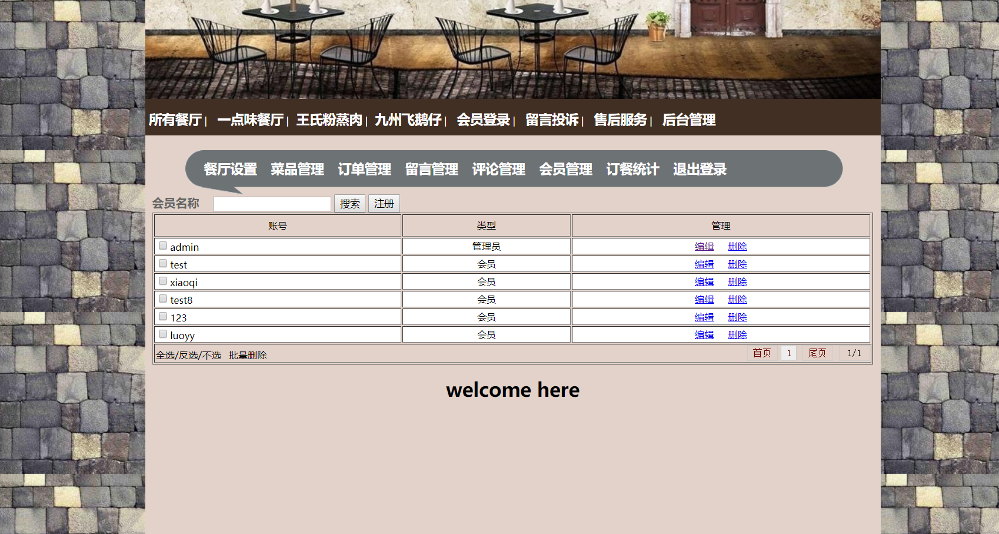 所有餐厅 | 一点味餐厅 | 王氏粉蒸肉 | 九州飞鹅仔 | 会员登录 | 留言投诉 | 售后服务 | 后台管理
餐厅设置 菜品管理 订单管理 留言管理 评论管理 会员管理 订餐统计 退出登录
会员名称 搜索 注册
账号 类型 管理
admin 管理员 编辑 删除
test 会员 编辑 删除
xiaoqi 会员 编辑 删除
test8 会员 编辑 删除
123 会员 编辑 删除
luoyy 会员 编辑 删除
全选/反选/不选 批量删除 首页 1 尾页 1/1
welcome here